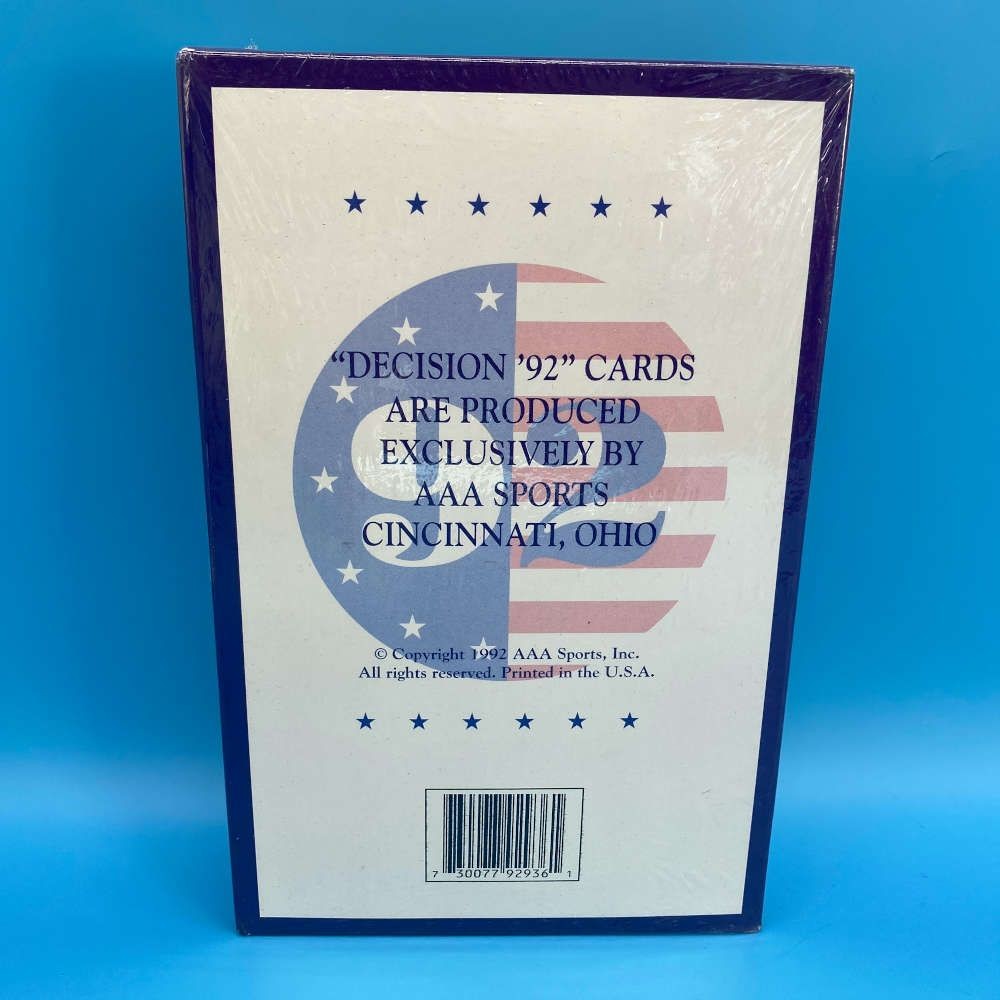 “DECISION ’92” CARDS
ARE PRODUCED
EXCLUSIVELY BY
AAA SPORTS
CINCINNATI, OHIO
92
© Copyright 1992 AAA Sports, Inc.
All rights reserved. Printed in the U.S.A.
7 30077 92936 1